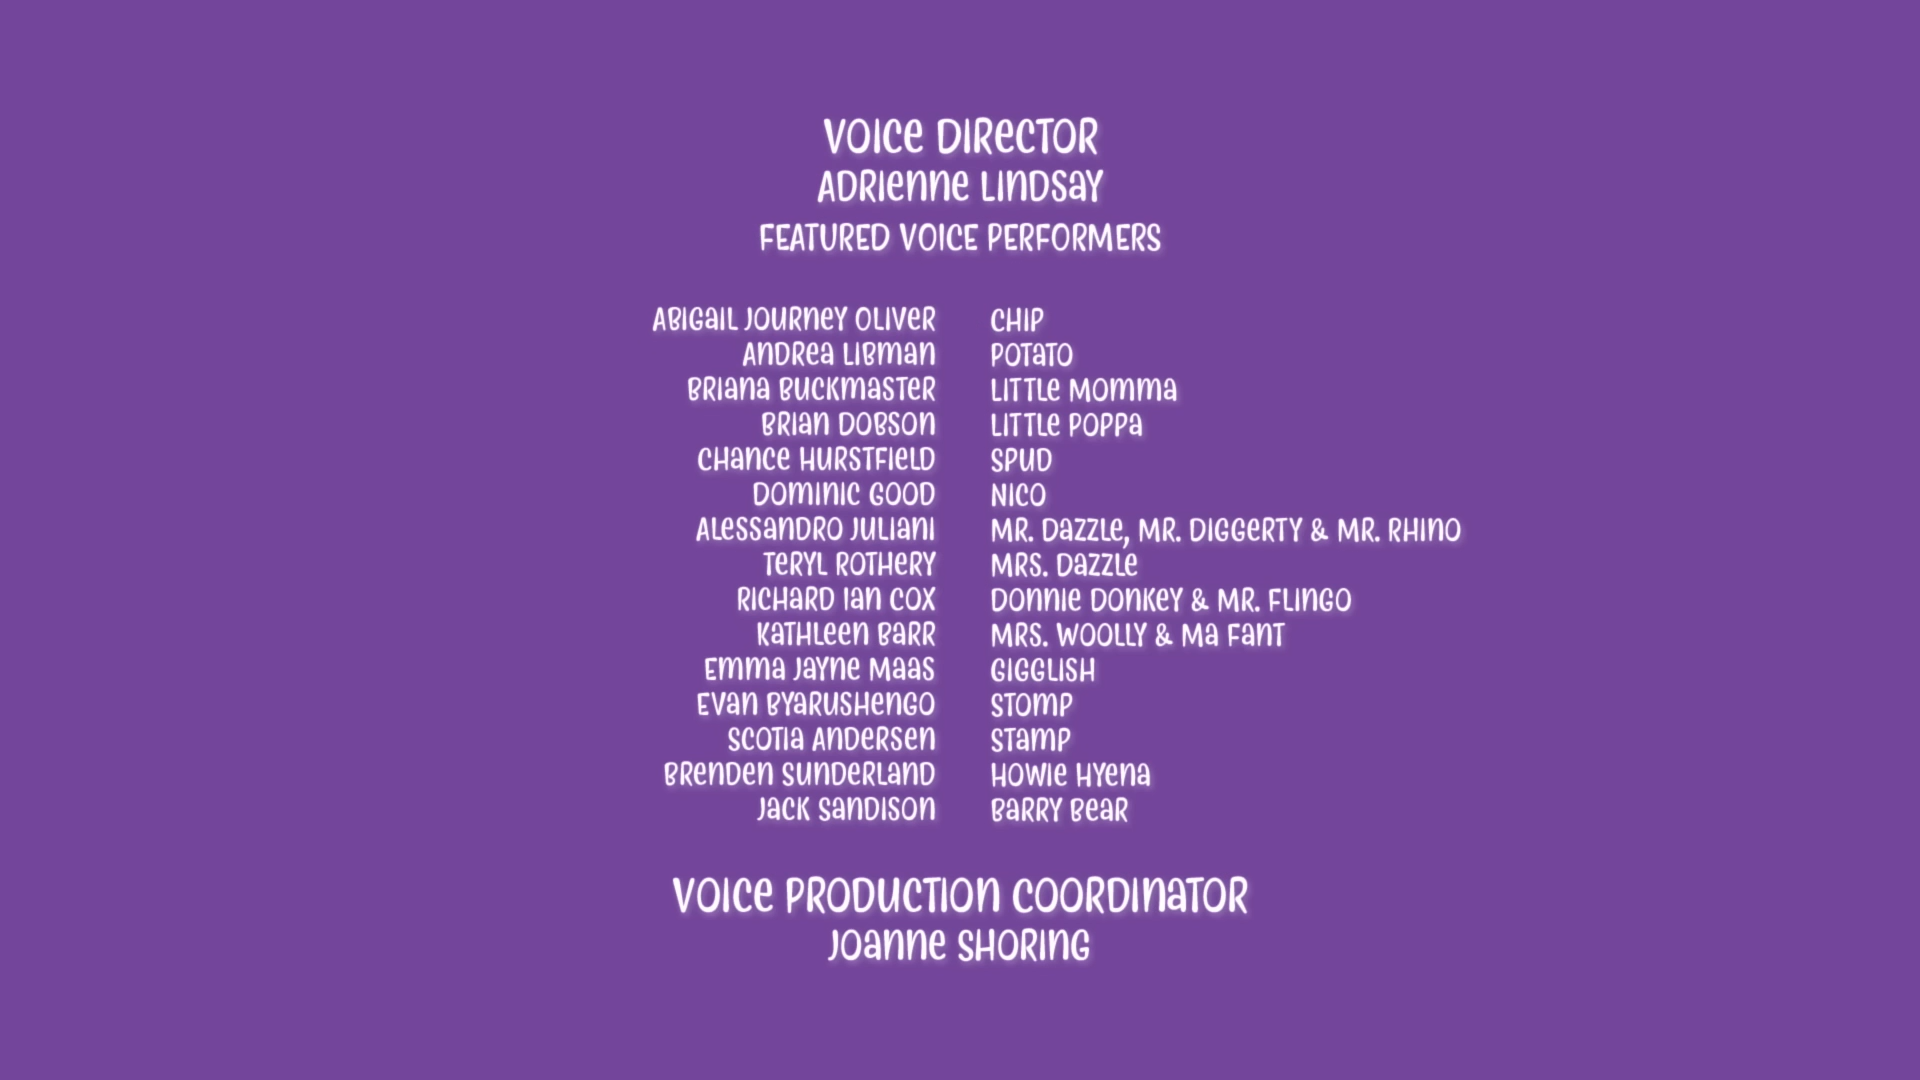 VOICE DIRECTOR
ADRIENNE LINDSAY
FEATURED VOICE PERFORMERS
ABIGAIL JOURNEY OLIVER CHIP
ANDREA LIBMAN POTATO
BRIANA BUCKMASTER LITTLE MOMMA
BRIAN DOBSON LITTLE POPPA
CHANCE HURSTFIELD SPUD
DOMINIC GOOD NICO
ALESSANDRO JULIANI MR. DAZZLE, MR. DIGGERTY & MR. RHINO
TERYL ROTHERY MRS. DAZZLE
RICHARD IAN COX DONNIE DONKEY & MR. FLINGO
KATHLEEN BARR MRS. WOOLLY & MA FANT
EMMA JAYNE MAAS GIGGLISH
EVAN BYARUSHENGO STOMP
SCOTIA ANDERSEN STAMP
BRENDEN SUNDERLAND HOWIE HYENA
JACK SANDISON BARRY BEAR
VOICE PRODUCTION COORDINATOR
JOANNE SHORING